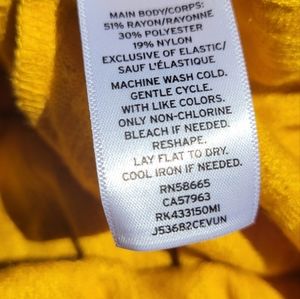 MAIN BODY/CORPS:
51% RAYON/RAYONNE
30% POLYESTER
19% NYLON
EXCLUSIVE OF ELASTIC/
SAUF L'ÉLASTIQUE
MACHINE WASH COLD.
GENTLE CYCLE.
WITH LIKE COLORS.
ONLY NON-CHLORINE
BLEACH IF NEEDED.
RESHAPE.
LAY FLAT TO DRY.
COOL IRON IF NEEDED.
RN58665
CA57963
RK433150MI
J53682CEVUN